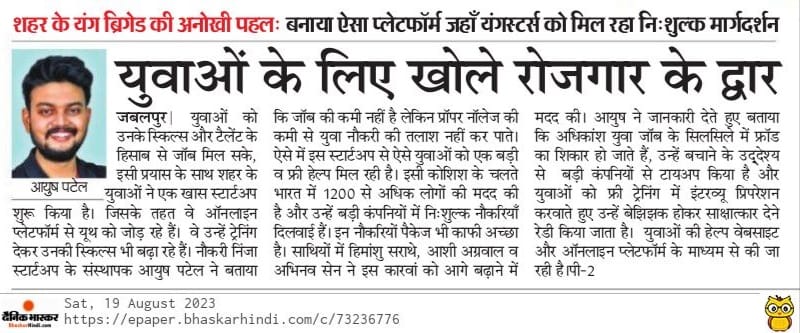 शहर के यंग ब्रिगेड की अनोखी पहलः बनाया ऐसा प्लेटफॉर्म जहाँ यंगस्टर्स को मिल रहा निःशुल्क मार्गदर्शन
युवाओं के लिए खोले रोजगार के द्वार
आयुष पटेल
जबलपुर| युवाओं को
उनके स्किल्स और टैलेंट के
हिसाब से जॉब मिल सके,
इसी प्रयास के साथ शहर के
युवाओं ने एक खास स्टार्टअप
शुरू किया है। जिसके तहत वे ऑनलाइन
प्लेटफॉर्म से यूथ को जोड़ रहे हैं। वे उन्हें ट्रेनिंग
देकर उनकी स्किल्स भी बढ़ा रहे हैं। नौकरी निंजा
स्टार्टअप के संस्थापक आयुष पटेल ने बताया
कि जॉब की कमी नहीं है लेकिन प्रॉपर नॉलेज की
कमी से युवा नौकरी की तलाश नहीं कर पाते।
ऐसे में इस स्टार्टअप से ऐसे युवाओं को एक बड़ी
व फ्री हेल्प मिल रही है। इसी कोशिश के चलते
भारत में 1200 से अधिक लोगों की मदद की
है और उन्हें बड़ी कंपनियों में निःशुल्क नौकरियाँ
दिलवाई हैं। इन नौकरियों पैकेज भी काफी अच्छा
है। साथियों में हिमांशु सराथे, आशी अग्रवाल व
अभिनव सेन ने इस कारवां को आगे बढ़ाने में
मदद की। आयुष ने जानकारी देते हुए बताया
कि अधिकांश युवा जॉब के सिलसिले में फ्रॉड
का शिकार हो जाते हैं, उन्हें बचाने के उद्देश्य
से बड़ी कंपनियों से टायअप किया है और
युवाओं को फ्री ट्रेनिंग में इंटरव्यू प्रिपरेशन
करवाते हुए उन्हें बेझिझक होकर साक्षात्कार देने
रेडी किया जाता है। युवाओं की हेल्प वेबसाइट
और ऑनलाइन प्लेटफॉर्म के माध्यम से की जा
रही है।पी-2
दैनिक भास्कर
BhaskarHindi.com
Sat, 19 August 2023
https://epaper.bhaskarhindi.com/c/73236776